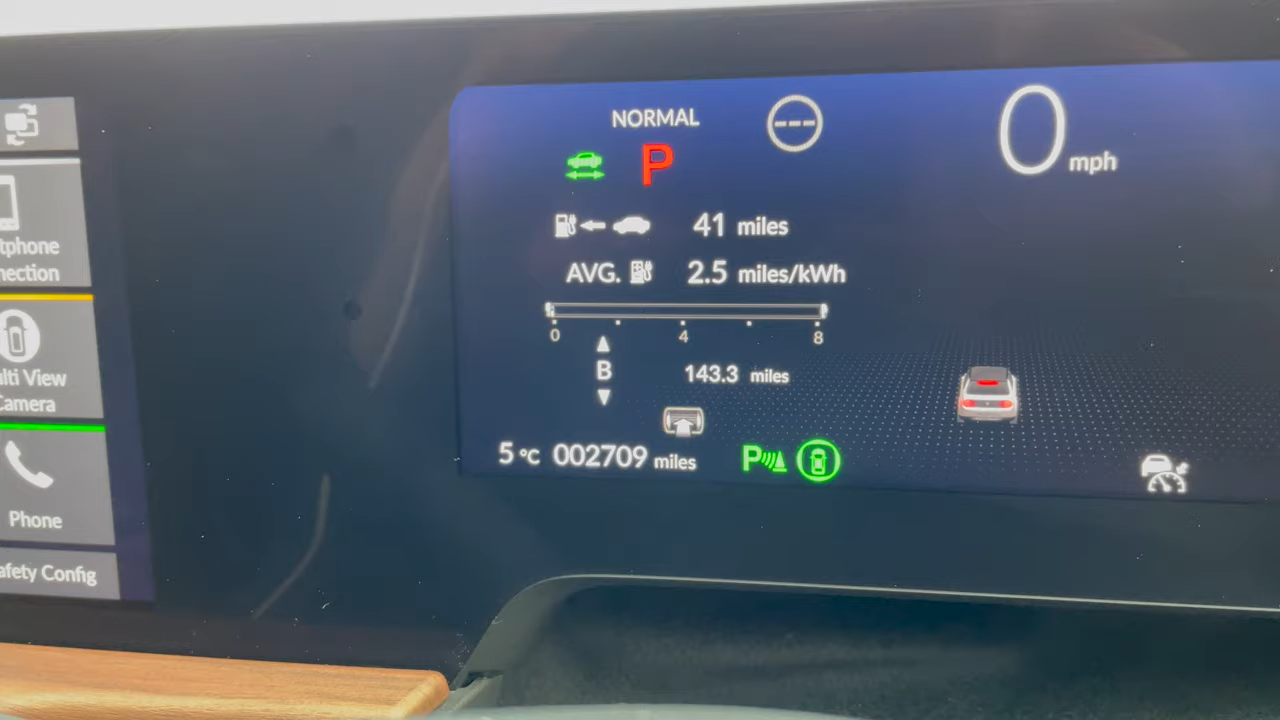 NORMAL
---
0 mph
P
41 miles
AVG. 2.5 miles/kWh
0 4 8
B
143.3 miles
5 °C 002709 miles
P
tphone
nection
lti View
Camera
Phone
afety Config